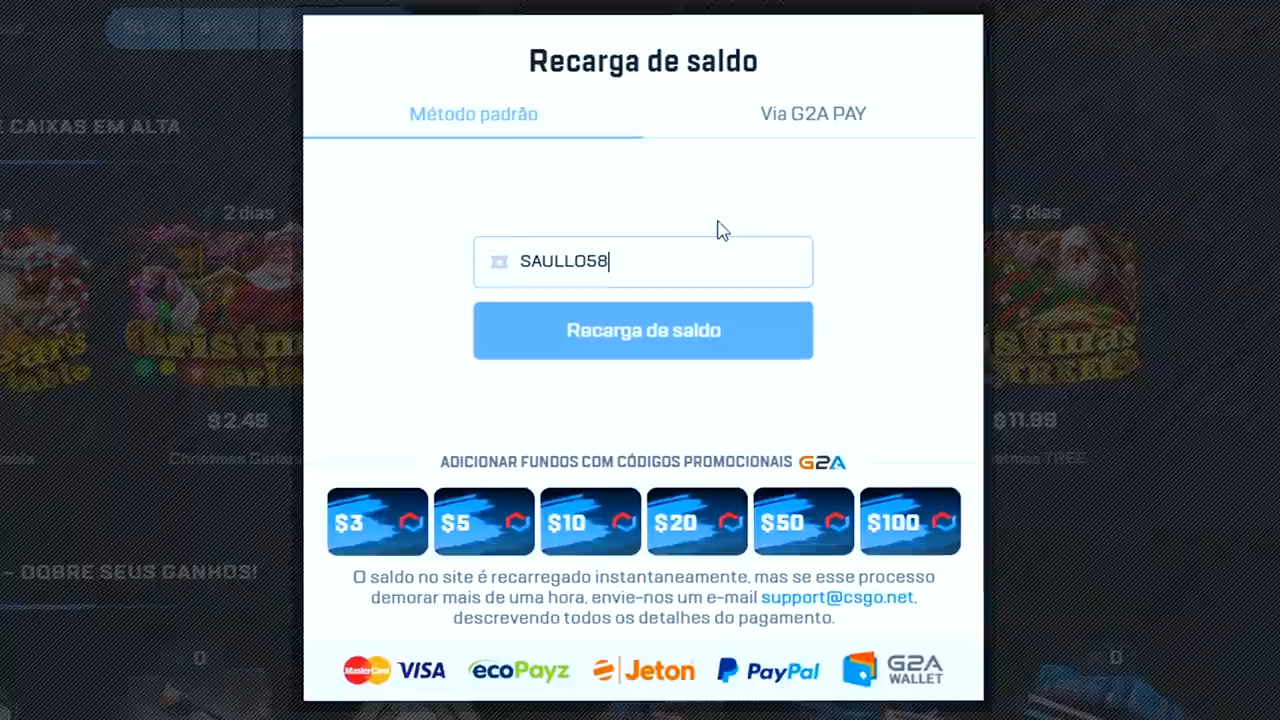 Recarga de saldo
Método padrão
Via G2A PAY
CAIXAS EM ALTA
2 dias
2 dias
SAULLO58
Recarga de saldo
$2.49
$11.99
ADICIONAR FUNDOS COM CÓDIGOS PROMOCIONAIS G2A
$3
$5
$10
$20
$50
$100
– DOBRE SEUS GANHOS!
O saldo no site é recarregado instantaneamente, mas se esse processo
demorar mais de uma hora, envie-nos um e-mail support@csgo.net,
descrevendo todos os detalhes do pagamento.
0
0
MasterCard VISA ecoPayz Jeton PayPal G2A WALLET